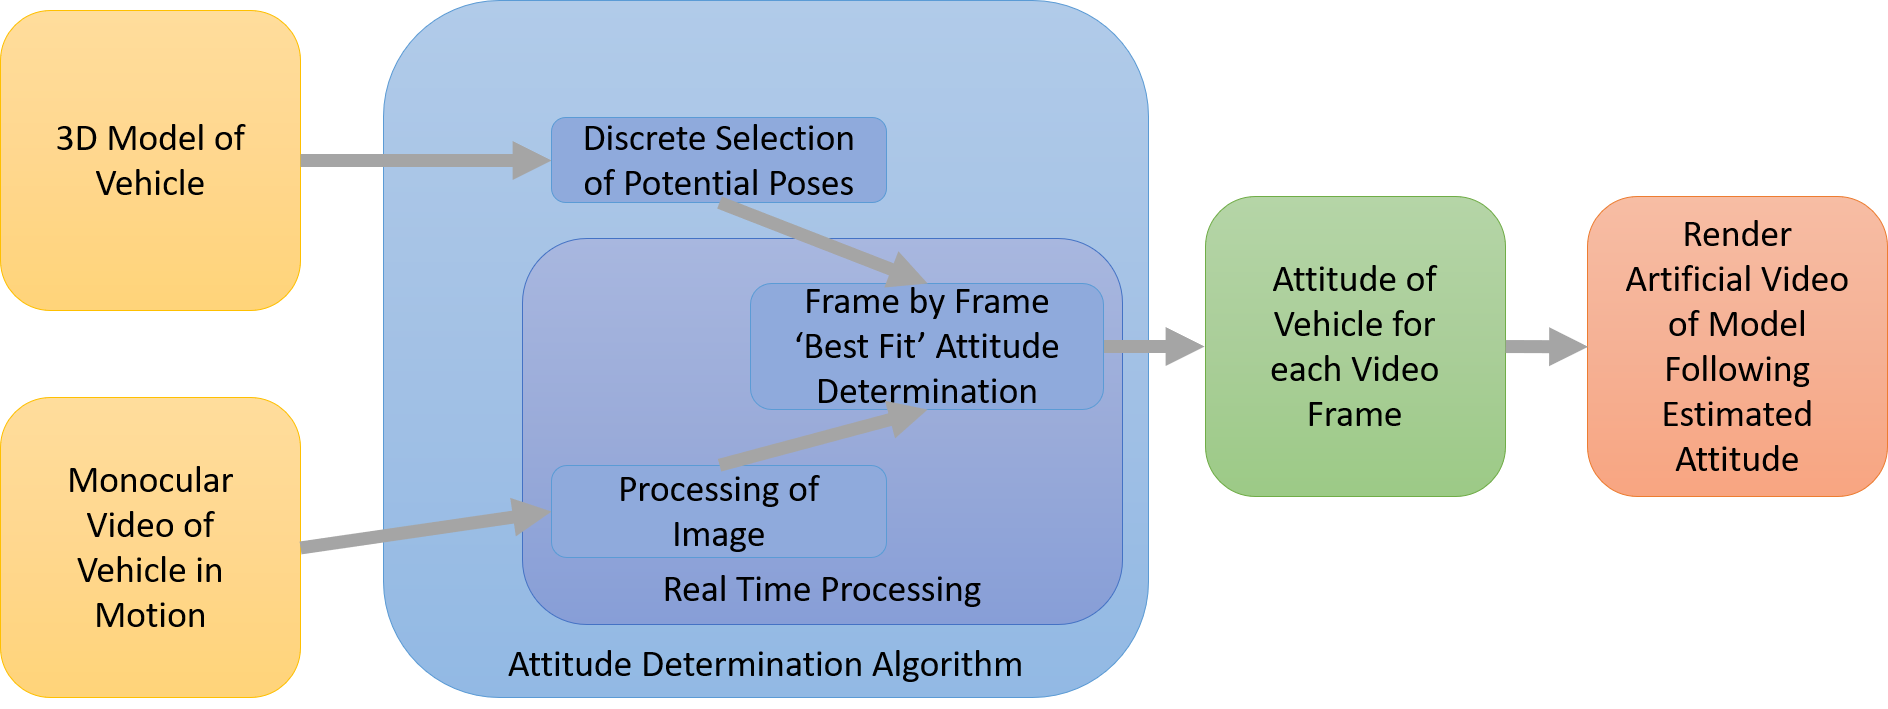 3D Model of
Vehicle
Discrete Selection
of Potential Poses
Frame by Frame
‘Best Fit’ Attitude
Determination
Processing of
Image
Real Time Processing
Attitude Determination Algorithm
Monocular
Video of
Vehicle in
Motion
Attitude of
Vehicle for
each Video
Frame
Render
Artificial Video
of Model
Following
Estimated
Attitude